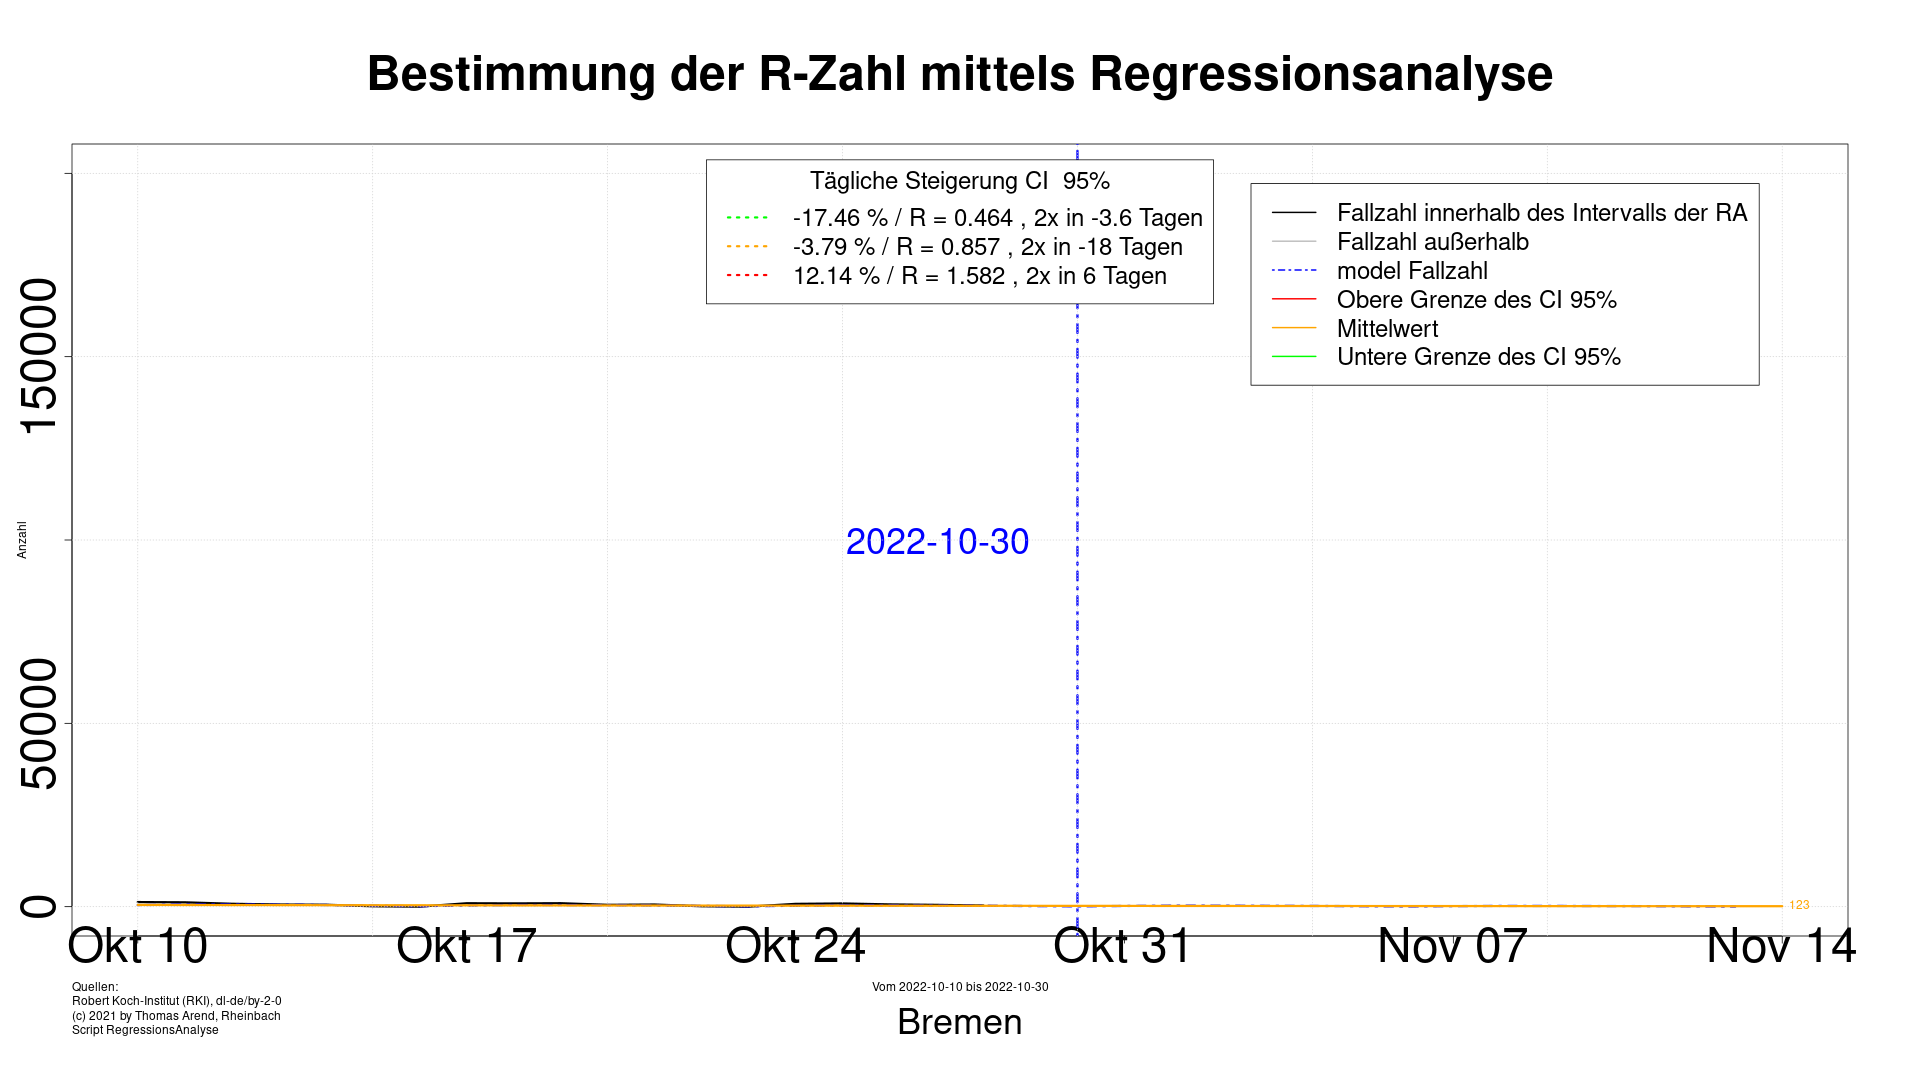 Bestimmung der R-Zahl mittels Regressionsanalyse
Tägliche Steigerung CI 95%
-17.46 % / R = 0.464 , 2x in -3.6 Tagen
-3.79 % / R = 0.857 , 2x in -18 Tagen
12.14 % / R = 1.582 , 2x in 6 Tagen
Fallzahl innerhalb des Intervalls der RA
Fallzahl außerhalb
model Fallzahl
Obere Grenze des CI 95%
Mittelwert
Untere Grenze des CI 95%
150000
50000
0
Anzahl
2022-10-30
123
Okt 10
Okt 17
Okt 24
Okt 31
Nov 07
Nov 14
Quellen:
Robert Koch-Institut (RKI), dl-de/by-2-0
(c) 2021 by Thomas Arend, Rheinbach
Script RegressionsAnalyse
Vom 2022-10-10 bis 2022-10-30
Bremen